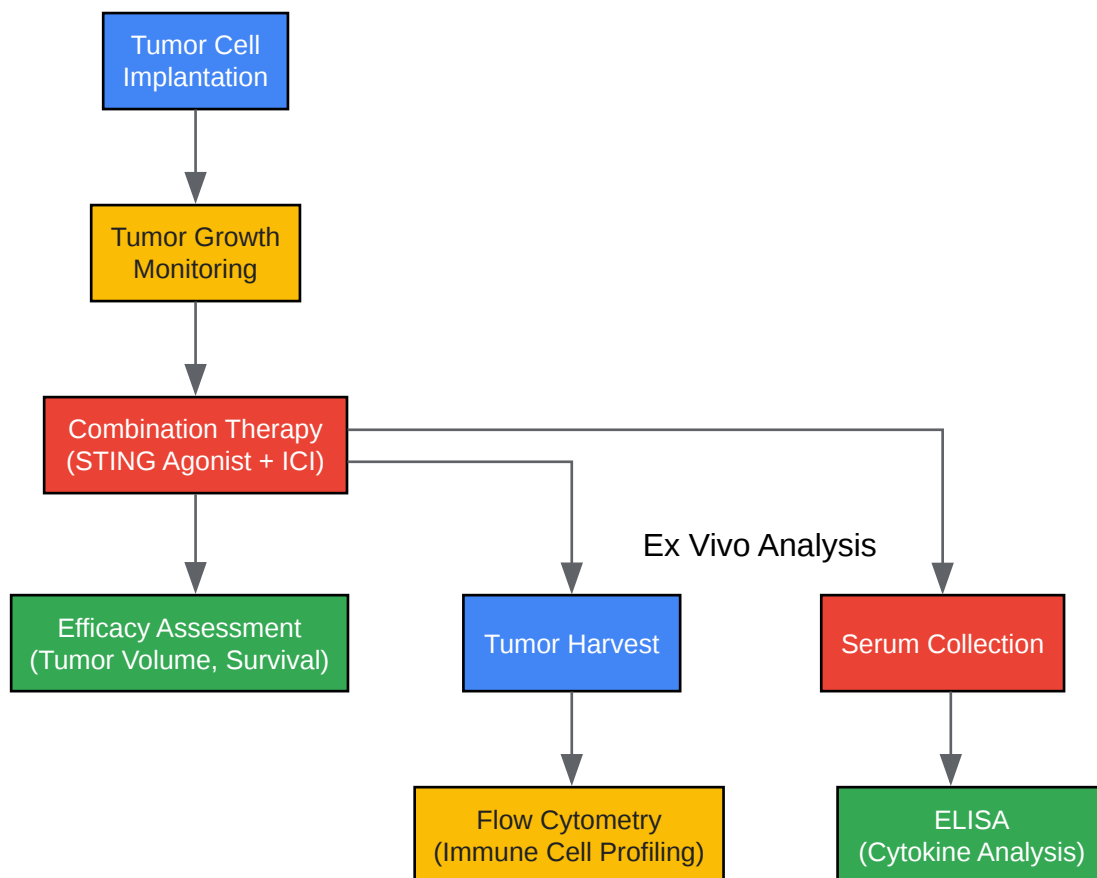 Tumor Cell
Implantation
Tumor Growth
Monitoring
Combination Therapy
(STING Agonist + ICI)
Ex Vivo Analysis
Efficacy Assessment
(Tumor Volume, Survival)
Tumor Harvest
Serum Collection
Flow Cytometry
(Immune Cell Profiling)
ELISA
(Cytokine Analysis)